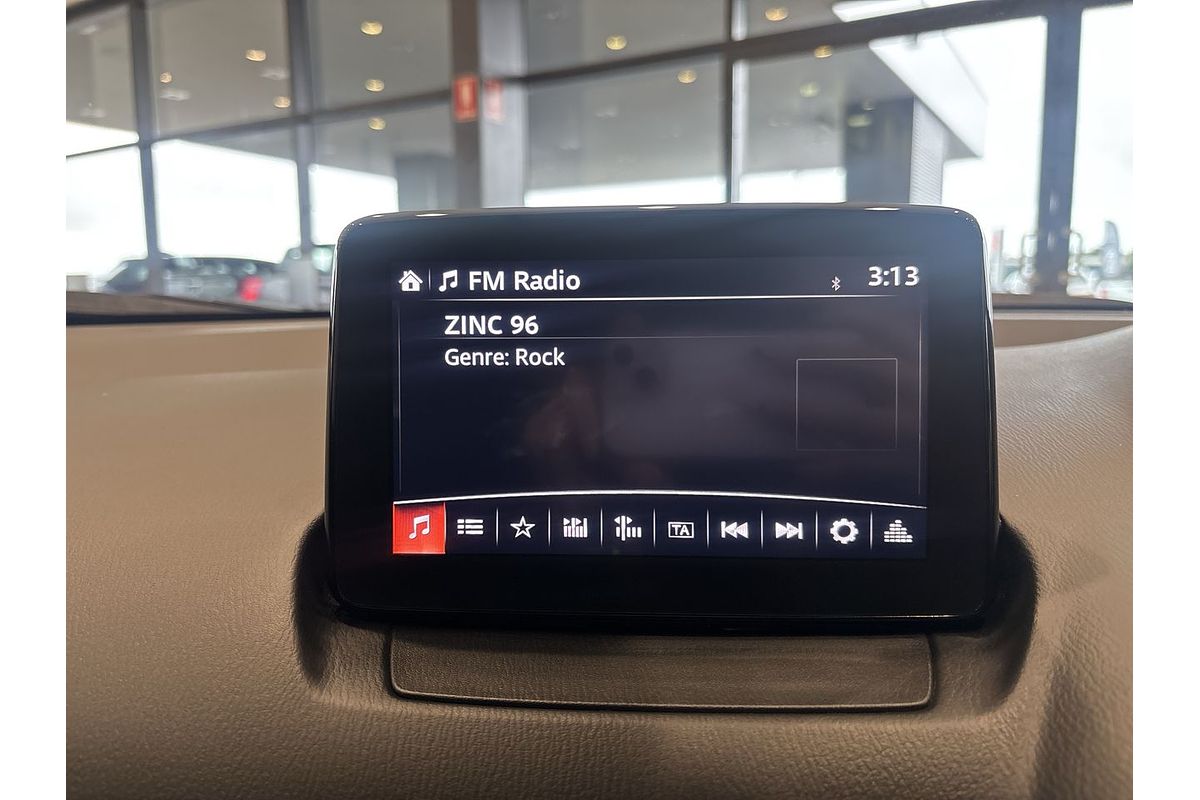 FM Radio 3:13
ZINC 96
Genre: Rock
TA